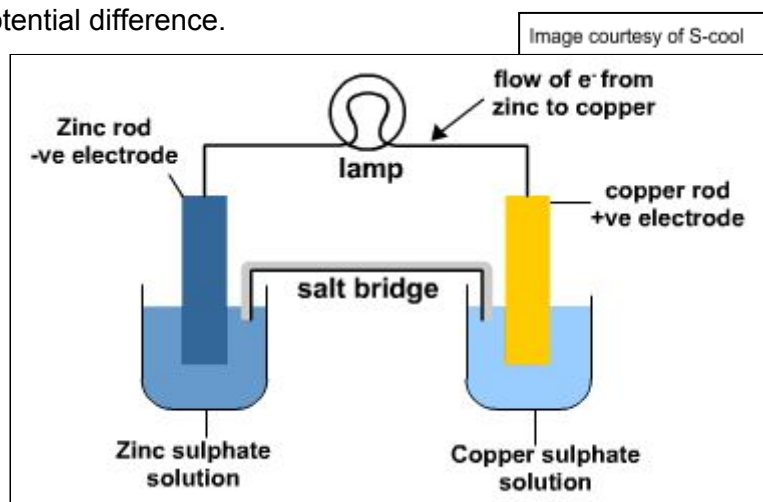 otential difference.
Image courtesy of S-cool
flow of e- from
zinc to copper
Zinc rod
-ve electrode
lamp
copper rod
+ve electrode
salt bridge
Zinc sulphate
solution
Copper sulphate
solution